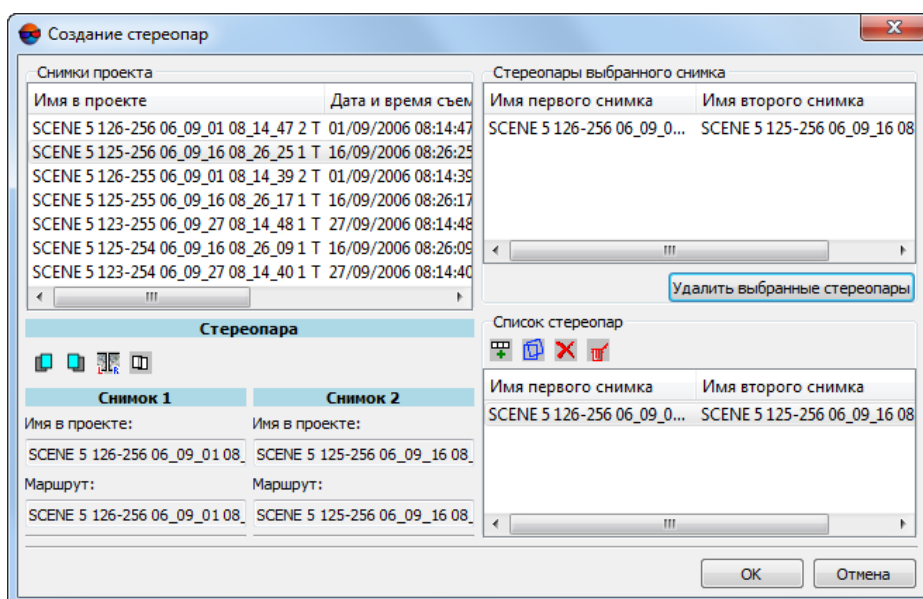 Создание стереопар
Снимки проекта
Имя в проекте Дата и время съем
SCENE 5 126-256 06_09_01 08_14_47 2 T 01/09/2006 08:14:47
SCENE 5 125-256 06_09_16 08_26_25 1 T 16/09/2006 08:26:25
SCENE 5 126-255 06_09_01 08_14_39 2 T 01/09/2006 08:14:39
SCENE 5 125-255 06_09_16 08_26_17 1 T 16/09/2006 08:26:17
SCENE 5 123-255 06_09_27 08_14_48 1 T 27/09/2006 08:14:48
SCENE 5 125-254 06_09_16 08_26_09 1 T 16/09/2006 08:26:09
SCENE 5 123-254 06_09_27 08_14_40 1 T 27/09/2006 08:14:40
Стереопара
L R
Снимок 1 Снимок 2
Имя в проекте: Имя в проекте:
SCENE 5 126-256 06_09_01 08_ SCENE 5 125-256 06_09_16 08_
Маршрут: Маршрут:
SCENE 5 126-256 06_09_01 08_ SCENE 5 125-256 06_09_16 08_
Стереопары выбранного снимка
Имя первого снимка Имя второго снимка
SCENE 5 126-256 06_09_0... SCENE 5 125-256 06_09_16 08
Удалить выбранные стереопары
Список стереопар
Имя первого снимка Имя второго снимка
SCENE 5 126-256 06_09_0... SCENE 5 125-256 06_09_16 08
OK Отмена